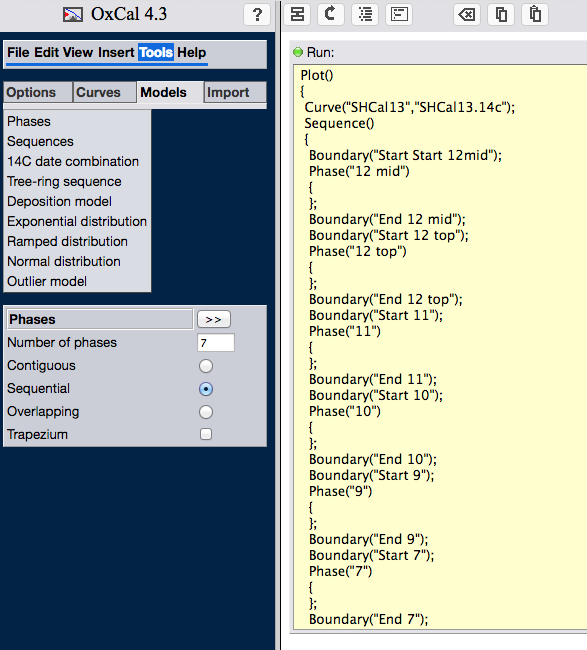 OxCal 4.3
?
File Edit View Insert Tools Help
Options Curves Models Import
Phases
Sequences
14C date combination
Tree-ring sequence
Deposition model
Exponential distribution
Ramped distribution
Normal distribution
Outlier model
Phases >>
Number of phases 7
Contiguous
Sequential
Overlapping
Trapezium
Run:
Plot()
{
Curve("SHCal13","SHCal13.14c");
Sequence()
{
Boundary("Start Start 12mid");
Phase("12 mid")
{
};
Boundary("End 12 mid");
Boundary("Start 12 top");
Phase("12 top")
{
};
Boundary("End 12 top");
Boundary("Start 11");
Phase("11")
{
};
Boundary("End 11");
Boundary("Start 10");
Phase("10")
{
};
Boundary("End 10");
Boundary("Start 9");
Phase("9")
{
};
Boundary("End 9");
Boundary("Start 7");
Phase("7")
{
};
Boundary("End 7");